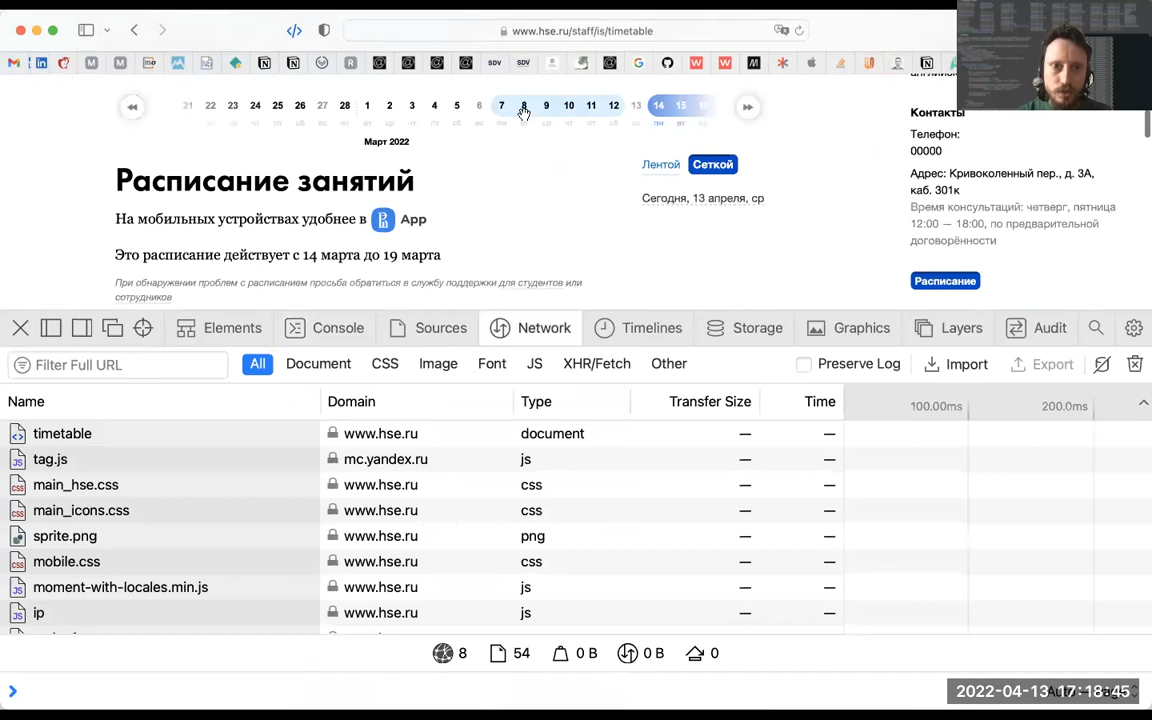 www.hse.ru/staff/is/timetable
21 22 23 24 25 26 27 28 1 2 3 4 5 6 7 8 9 10 11 12 13 14 15
Март 2022
Расписание занятий
На мобильных устройствах удобнее в App
Это расписание действует с 14 марта до 19 марта
При обнаружении проблем с расписанием просьба обратиться в службу поддержки для студентов или
сотрудников
Лентой Сеткой
Сегодня, 13 апреля, ср
Контакты
Телефон:
00000
Адрес: Кривоколенный пер., д. 3А,
каб. 301к
Время консультаций: четверг, пятница
12:00 — 18:00, по предварительной
договорённости
Расписание
Elements Console Sources Network Timelines Storage Graphics Layers Audit
Filter Full URL All Document CSS Image Font JS XHR/Fetch Other Preserve Log Import Export
Name Domain Type Transfer Size Time 100.00ms 200.0ms
timetable www.hse.ru document — —
tag.js mc.yandex.ru js — —
main_hse.css www.hse.ru css — —
main_icons.css www.hse.ru css — —
sprite.png www.hse.ru png — —
mobile.css www.hse.ru css — —
moment-with-locales.min.js www.hse.ru js — —
ip www.hse.ru js — —
8 54 0 B 0 B 0
2022-04-13 17:18:45